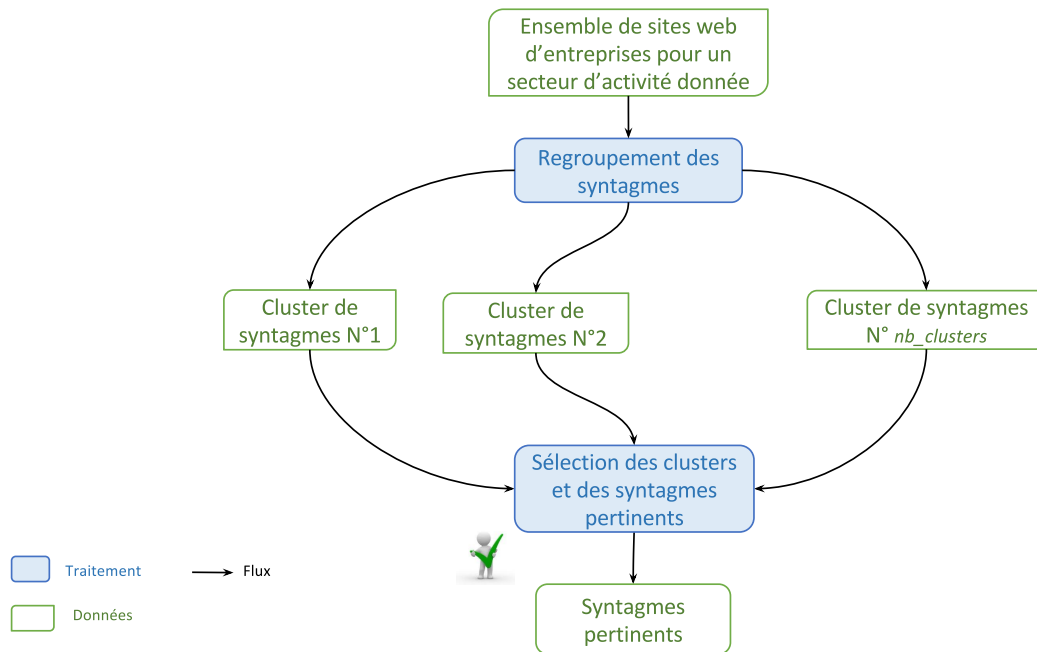 Ensemble de sites web
d’entreprises pour un
secteur d’activité donnée
Regroupement des
syntagmes
Cluster de
syntagmes N°1
Cluster de
syntagmes N°2
Cluster de syntagmes
N° nb_clusters
Sélection des clusters
et des syntagmes
pertinents
Syntagmes
pertinents
Traitement
Flux
Données